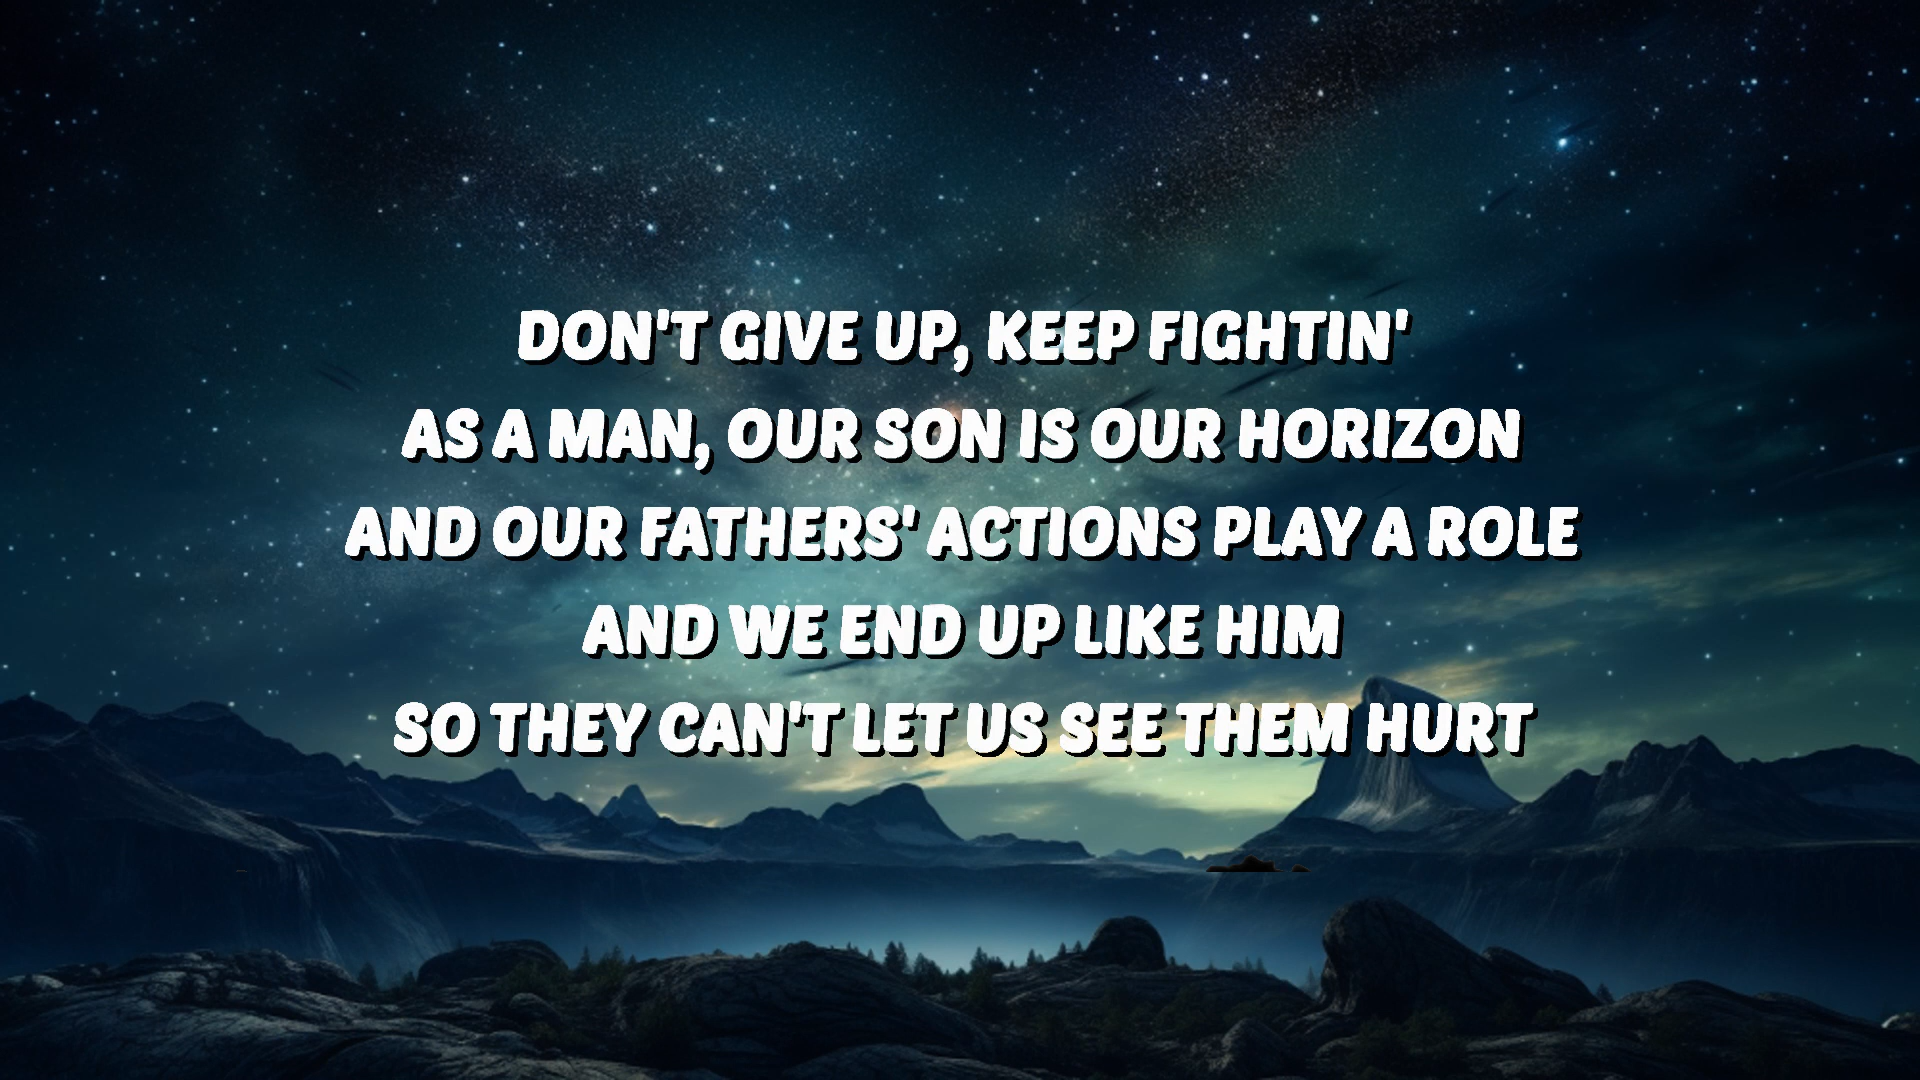 DON'T GIVE UP, KEEP FIGHTIN'
AS A MAN, OUR SON IS OUR HORIZON
AND OUR FATHERS' ACTIONS PLAY A ROLE
AND WE END UP LIKE HIM
SO THEY CAN'T LET US SEE THEM HURT